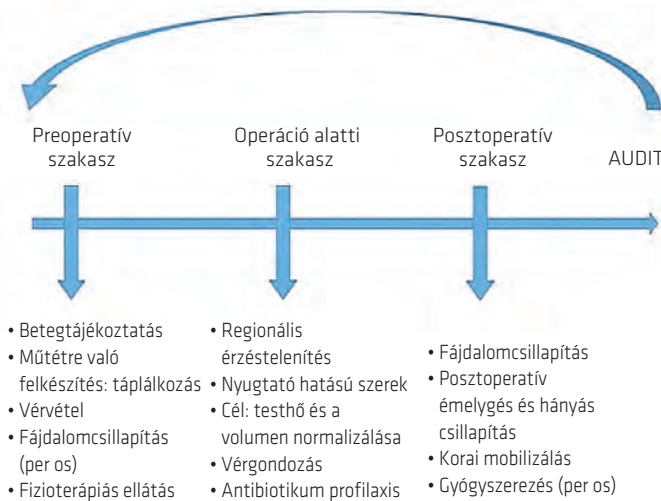 Preoperatív
szakasz
Operáció alatti
szakasz
Posztoperatív
szakasz
AUDIT
• Betegtájékoztatás
• Műtétre való
felkészítés: táplálkozás
• Vérvétel
• Fájdalomcsillapítás
(per os)
• Fizioterápiás ellátás
• Regionális
érzéstelenítés
• Nyugtató hatású szerek
• Cél: testhő és a
volumen normalizálása
• Vérgondozás
• Antibiotikum profilaxis
• Fájdalomcsillapítás
• Posztoperatív
émelygés és hányás
csillapítás
• Korai mobilizálás
• Gyógyszerezés (per os)